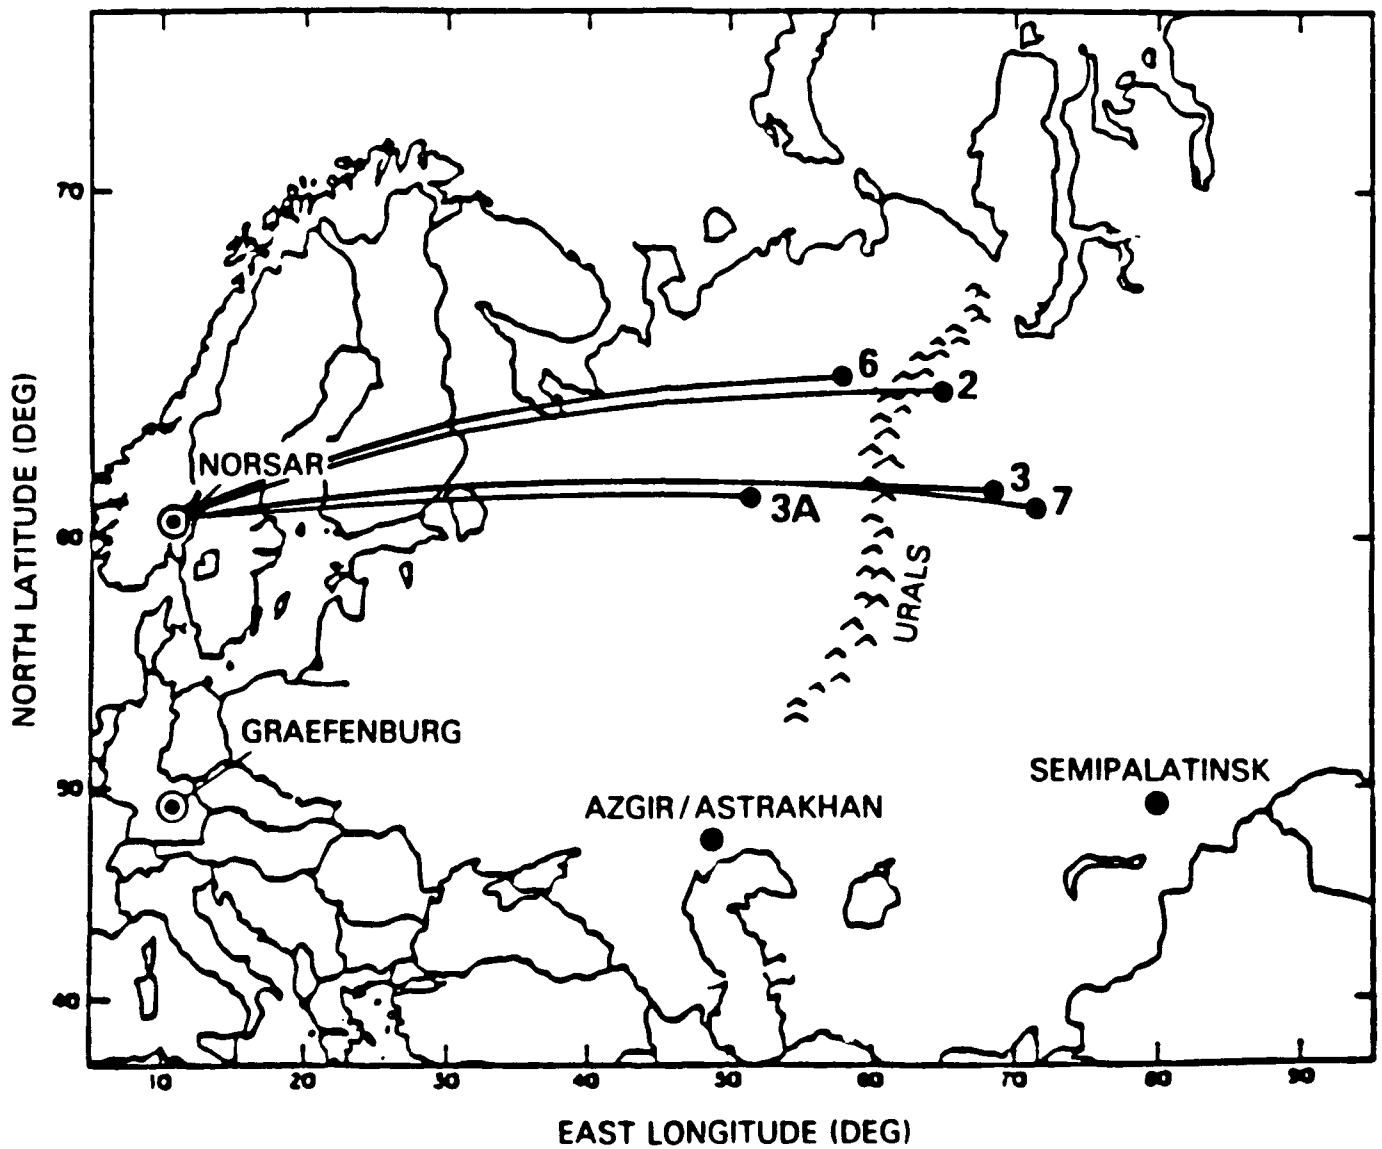 70
6
2
NORSAR
3
7
3A
60
URALS
NORTH LATITUDE (DEG)
GRAEFENBURG
SEMIPALATINSK
50
AZGIR/ASTRAKHAN
40
10 20 30 40 50 60 70 80 90
EAST LONGITUDE (DEG)